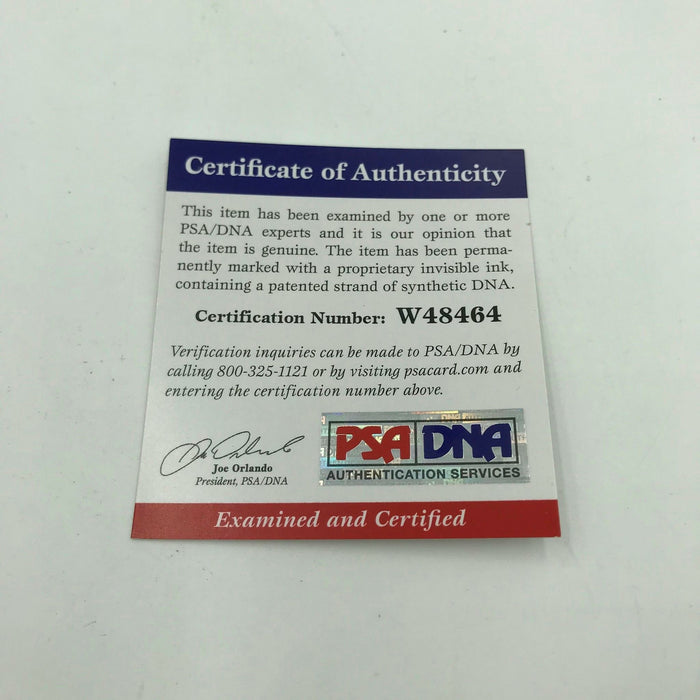 Certificate of Authenticity
This item has been examined by one or more
PSA/DNA experts and it is our opinion that
the item is genuine. The item has been perma-
nently marked with a proprietary invisible ink,
containing a patented strand of synthetic DNA.
Certification Number: W48464
Verification inquiries can be made to PSA/DNA by
calling 800-325-1121 or by visiting psacard.com and
entering the certification number above.
Joe Orlando
President, PSA/DNA
PSA DNA
AUTHENTICATION SERVICES
Examined and Certified